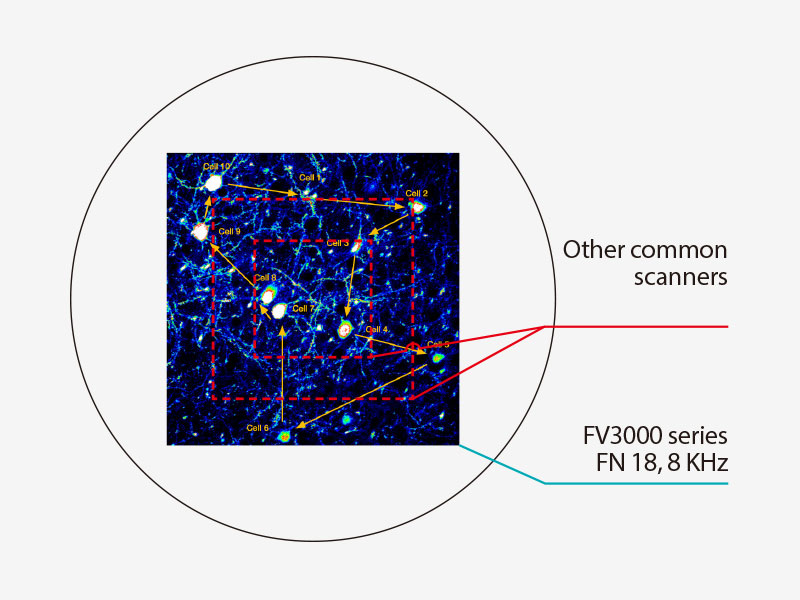 Cell 10
Cell 1
Cell 2
Cell 9
Cell 3
Cell 8
Cell 7
Cell 4
Cell 5
Cell 6
Other common
scanners
FV3000 series
FN 18, 8 KHz